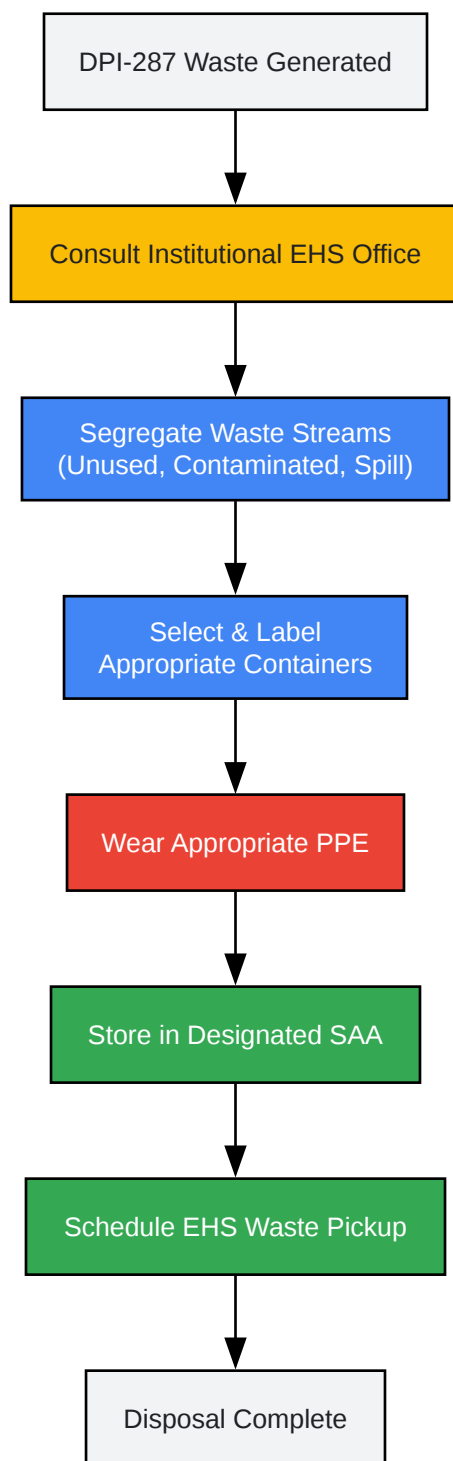 DPI-287 Waste Generated
Consult Institutional EHS Office
Segregate Waste Streams
(Unused, Contaminated, Spill)
Select & Label
Appropriate Containers
Wear Appropriate PPE
Store in Designated SAA
Schedule EHS Waste Pickup
Disposal Complete